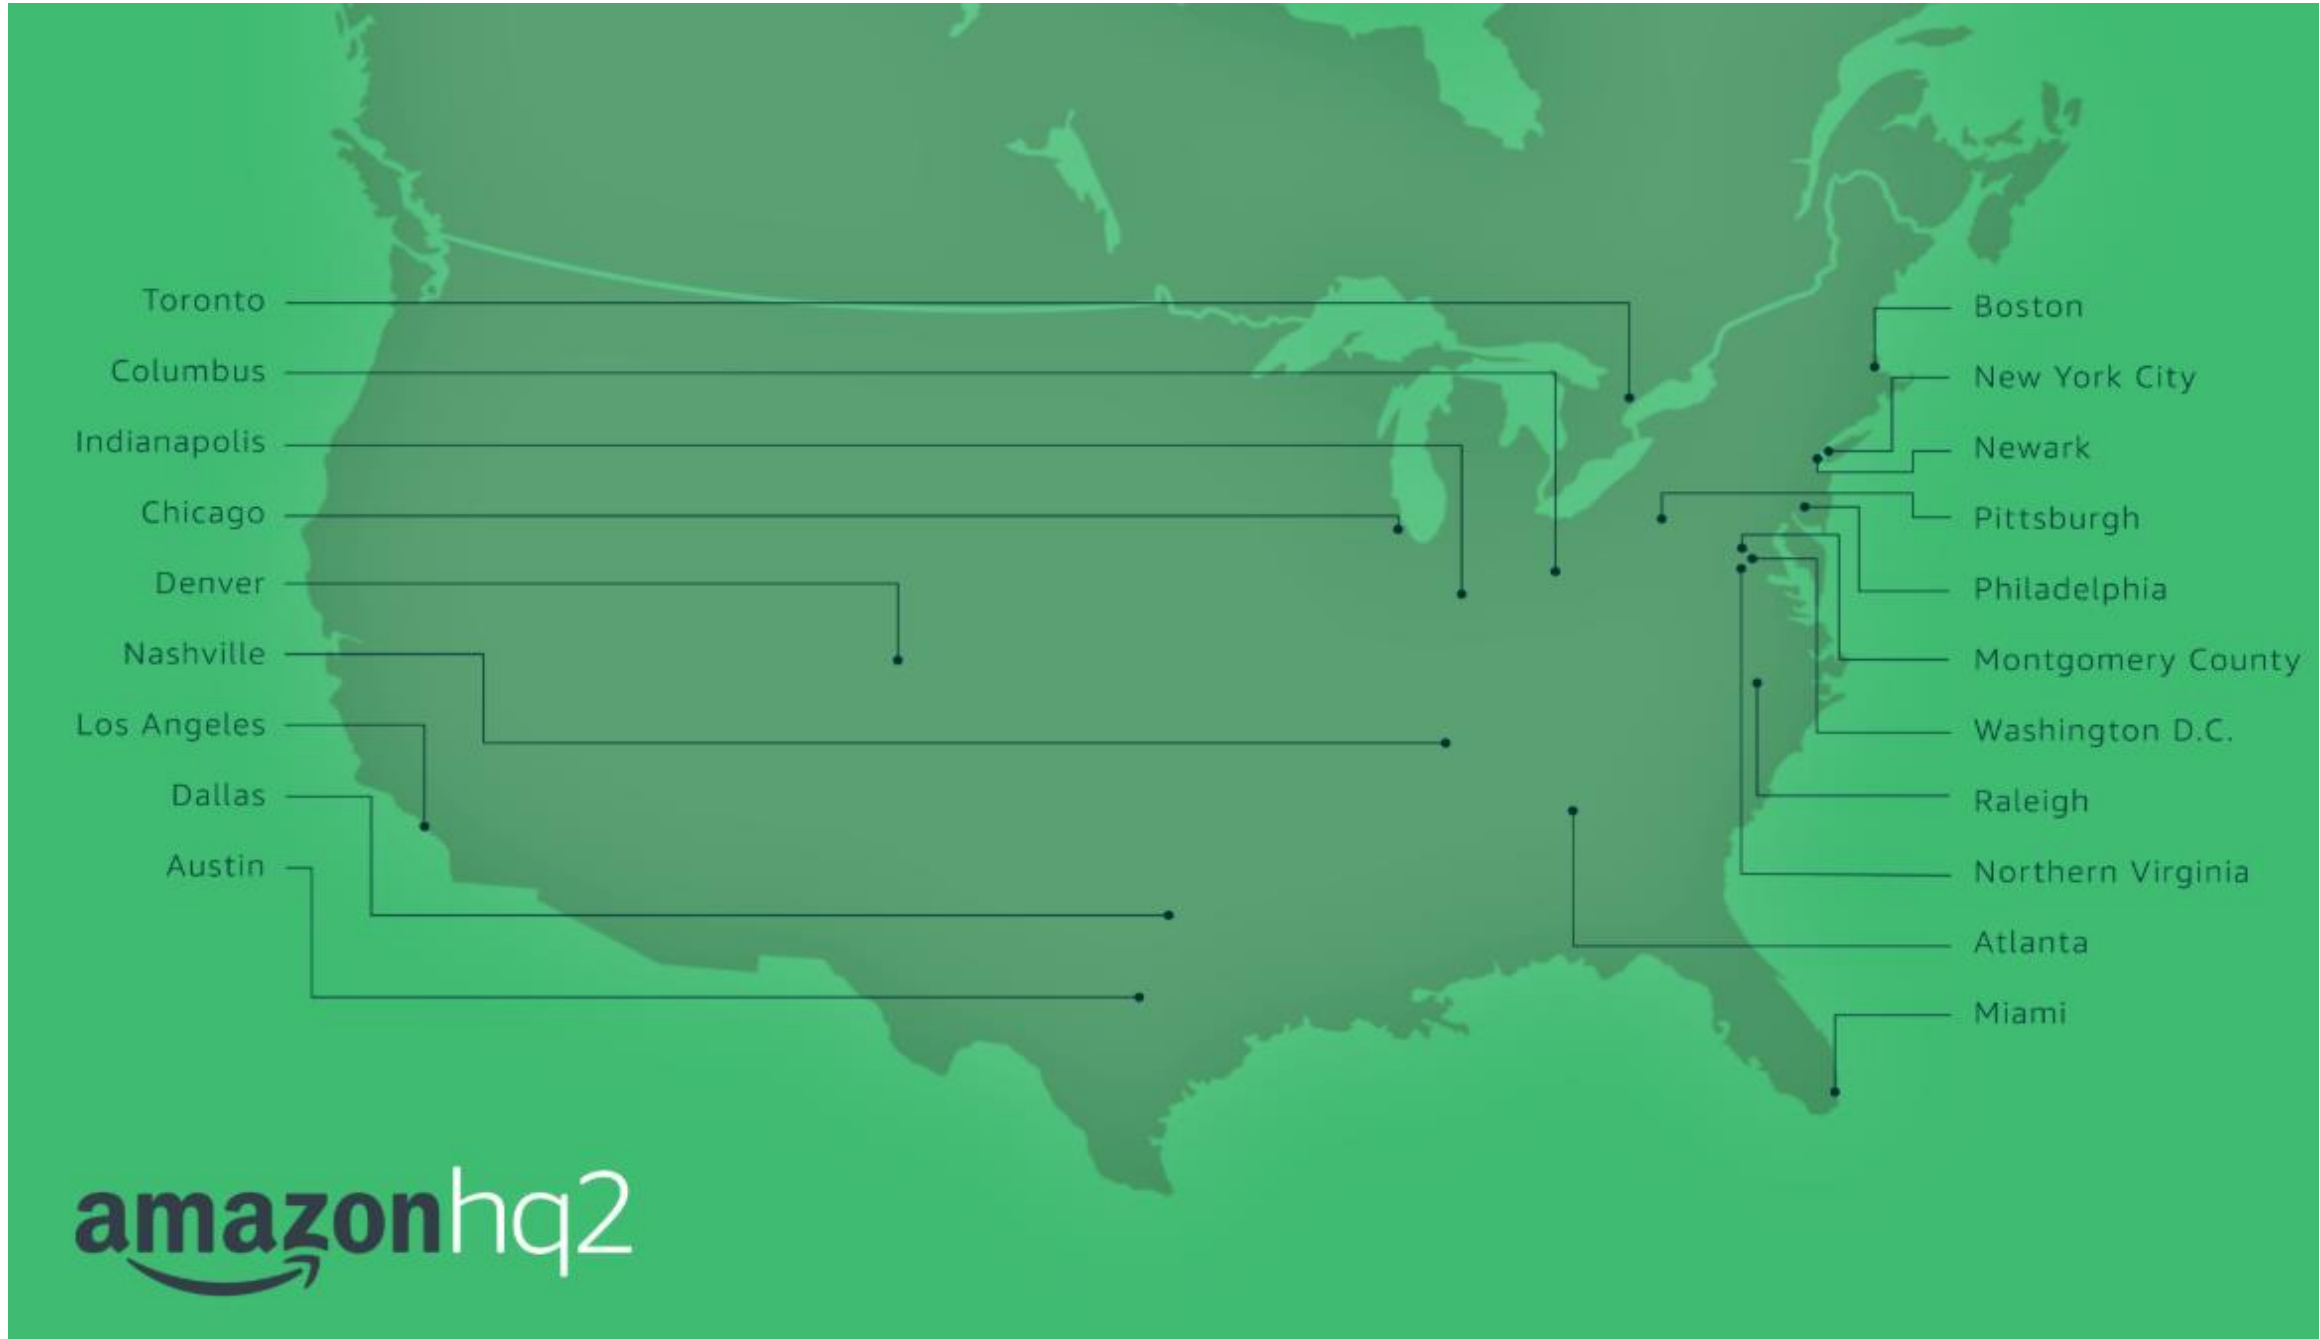 Toronto
Columbus
Indianapolis
Chicago
Denver
Nashville
Los Angeles
Dallas
Austin
Boston
New York City
Newark
Pittsburgh
Philadelphia
Montgomery County
Washington D.C.
Raleigh
Northern Virginia
Atlanta
Miami
amazonhq2